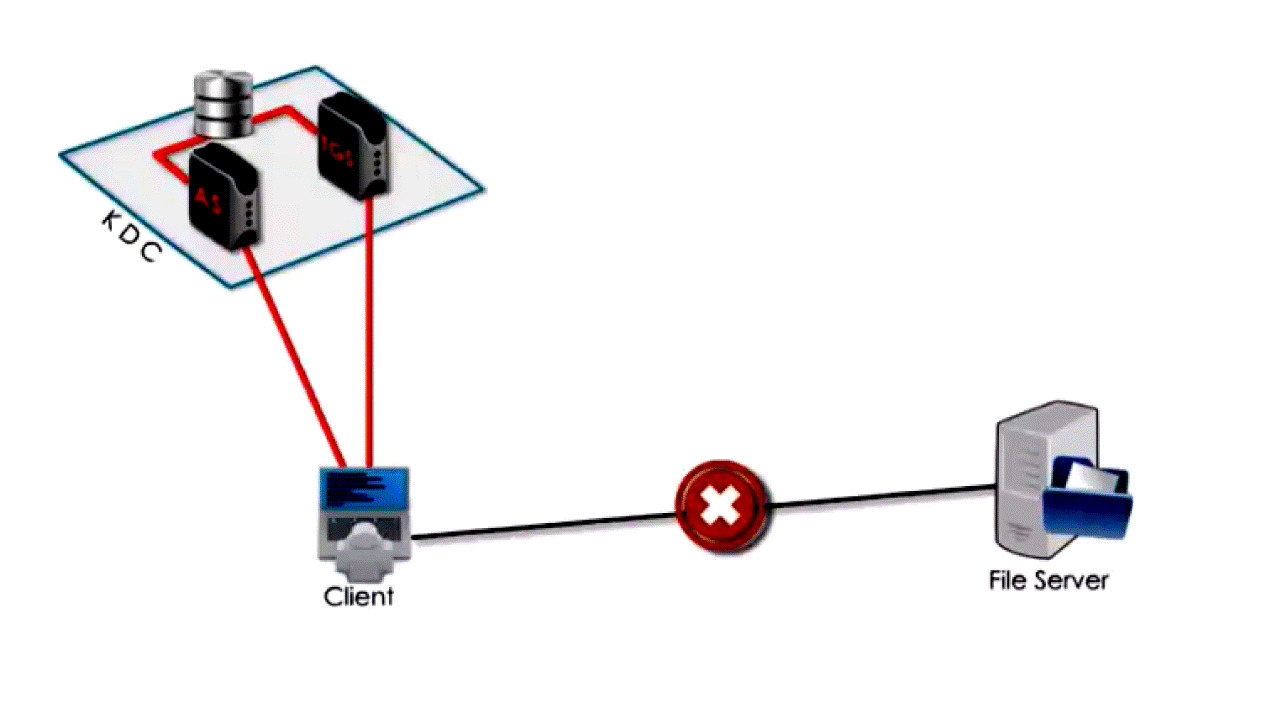 TGS
AS
KDC
Client
File Server